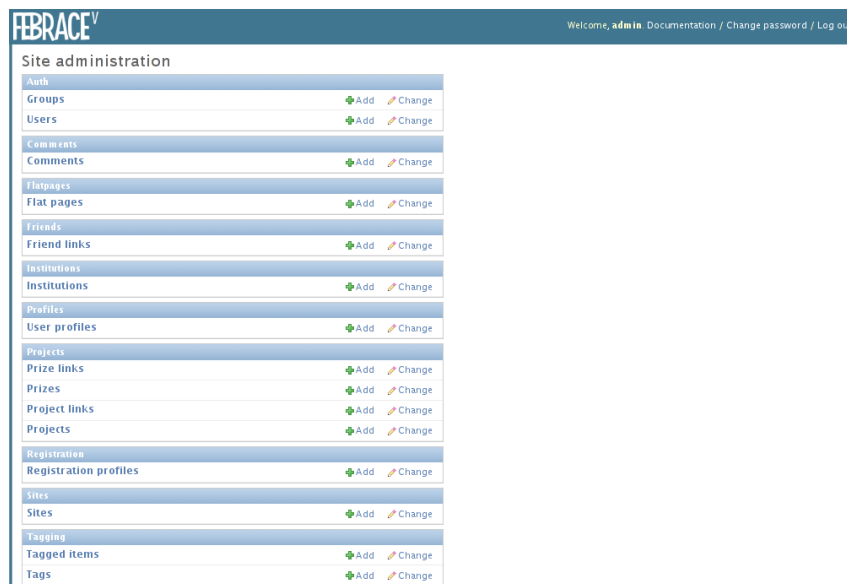 FEBRACE V
Welcome, admin. Documentation / Change password / Log ou
Site administration
Auth
Groups Add Change
Users Add Change
Comments
Comments Add Change
Flatpages
Flat pages Add Change
Friends
Friend links Add Change
Institutions
Institutions Add Change
Profiles
User profiles Add Change
Projects
Prize links Add Change
Prizes Add Change
Project links Add Change
Projects Add Change
Registration
Registration profiles Add Change
Sites
Sites Add Change
Tagging
Tagged items Add Change
Tags Add Change